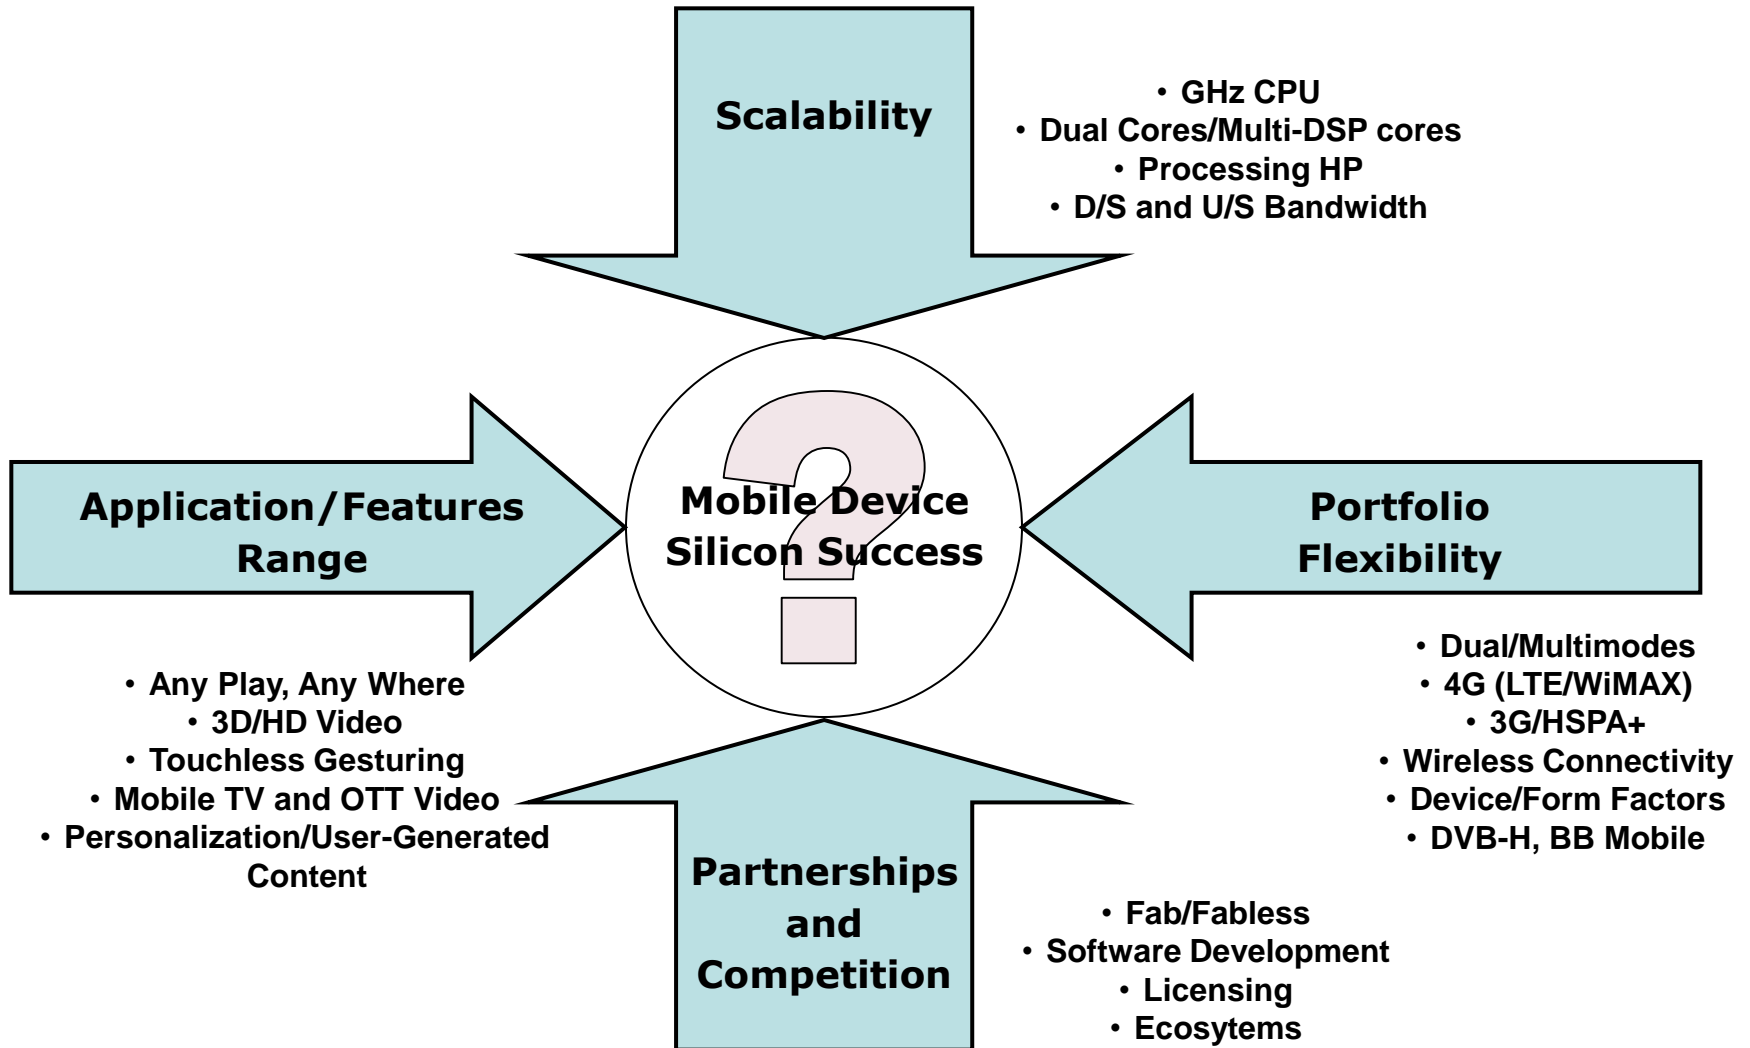 Scalability
• GHz CPU
• Dual Cores/Multi-DSP cores
• Processing HP
• D/S and U/S Bandwidth
Application/Features
Range
Mobile Device
Silicon Success
?
Portfolio
Flexibility
• Any Play, Any Where
• 3D/HD Video
• Touchless Gesturing
• Mobile TV and OTT Video
• Personalization/User-Generated
Content
• Dual/Multimodes
• 4G (LTE/WiMAX)
• 3G/HSPA+
• Wireless Connectivity
• Device/Form Factors
• DVB-H, BB Mobile
Partnerships
and
Competition
• Fab/Fabless
• Software Development
• Licensing
• Ecosytems